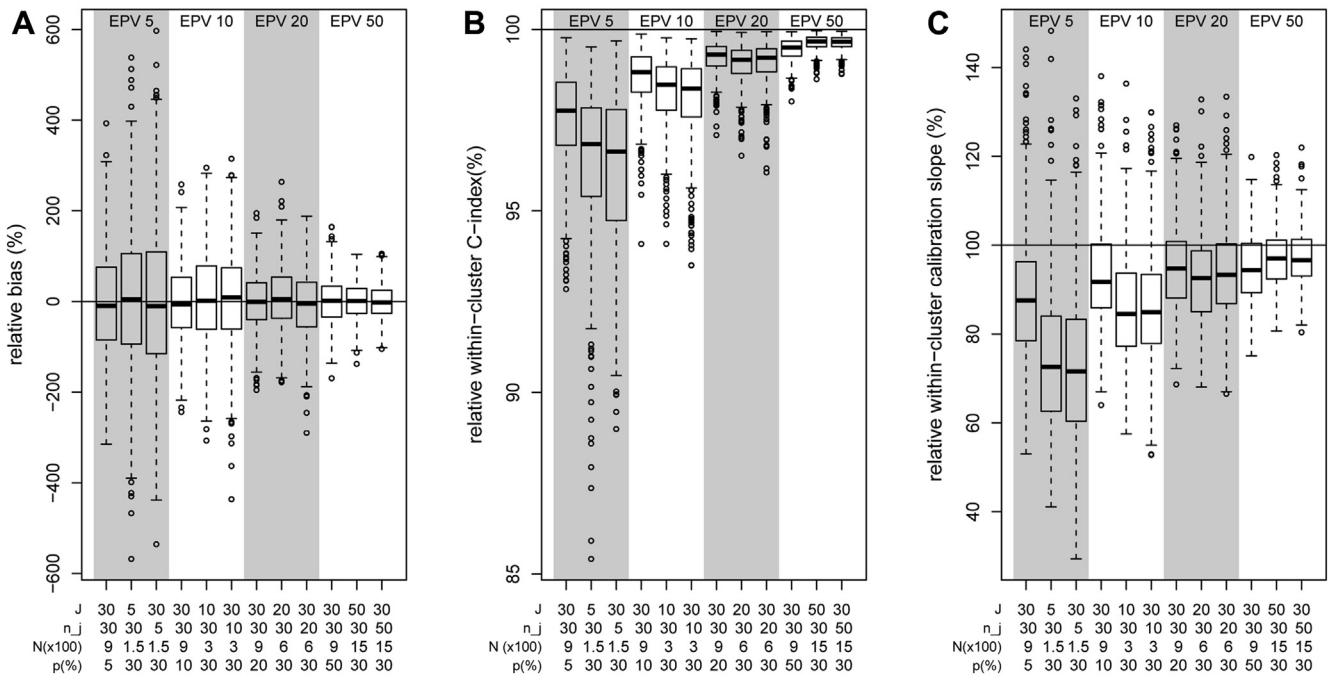 A
EPV 5 EPV 10 EPV 20 EPV 50
relative bias (%)
600
400
200
0
−200
−400
−600
J 30 5 30 30 10 30 30 20 30 30 50 30
n_j 30 30 5 30 30 10 30 30 20 30 30 50
N(x100) 9 1.5 1.5 9 3 3 9 6 6 9 15 15
p(%) 5 30 30 10 30 30 20 30 30 50 30 30
B
EPV 5 EPV 10 EPV 20 EPV 50
relative within−cluster C−index(%)
100
95
90
85
30 5 30 30 10 30 30 20 30 30 50 30
30 30 5 30 30 10 30 30 20 30 30 50
9 1.5 1.5 9 3 3 9 6 6 9 15 15
5 30 30 10 30 30 20 30 30 50 30 30
C
EPV 5 EPV 10 EPV 20 EPV 50
relative within−cluster calibration slope (%)
140
120
100
80
60
40
30 5 30 30 10 30 30 20 30 30 50 30
30 30 5 30 30 10 30 30 20 30 30 50
9 1.5 1.5 9 3 3 9 6 6 9 15 15
5 30 30 10 30 30 20 30 30 50 30 30